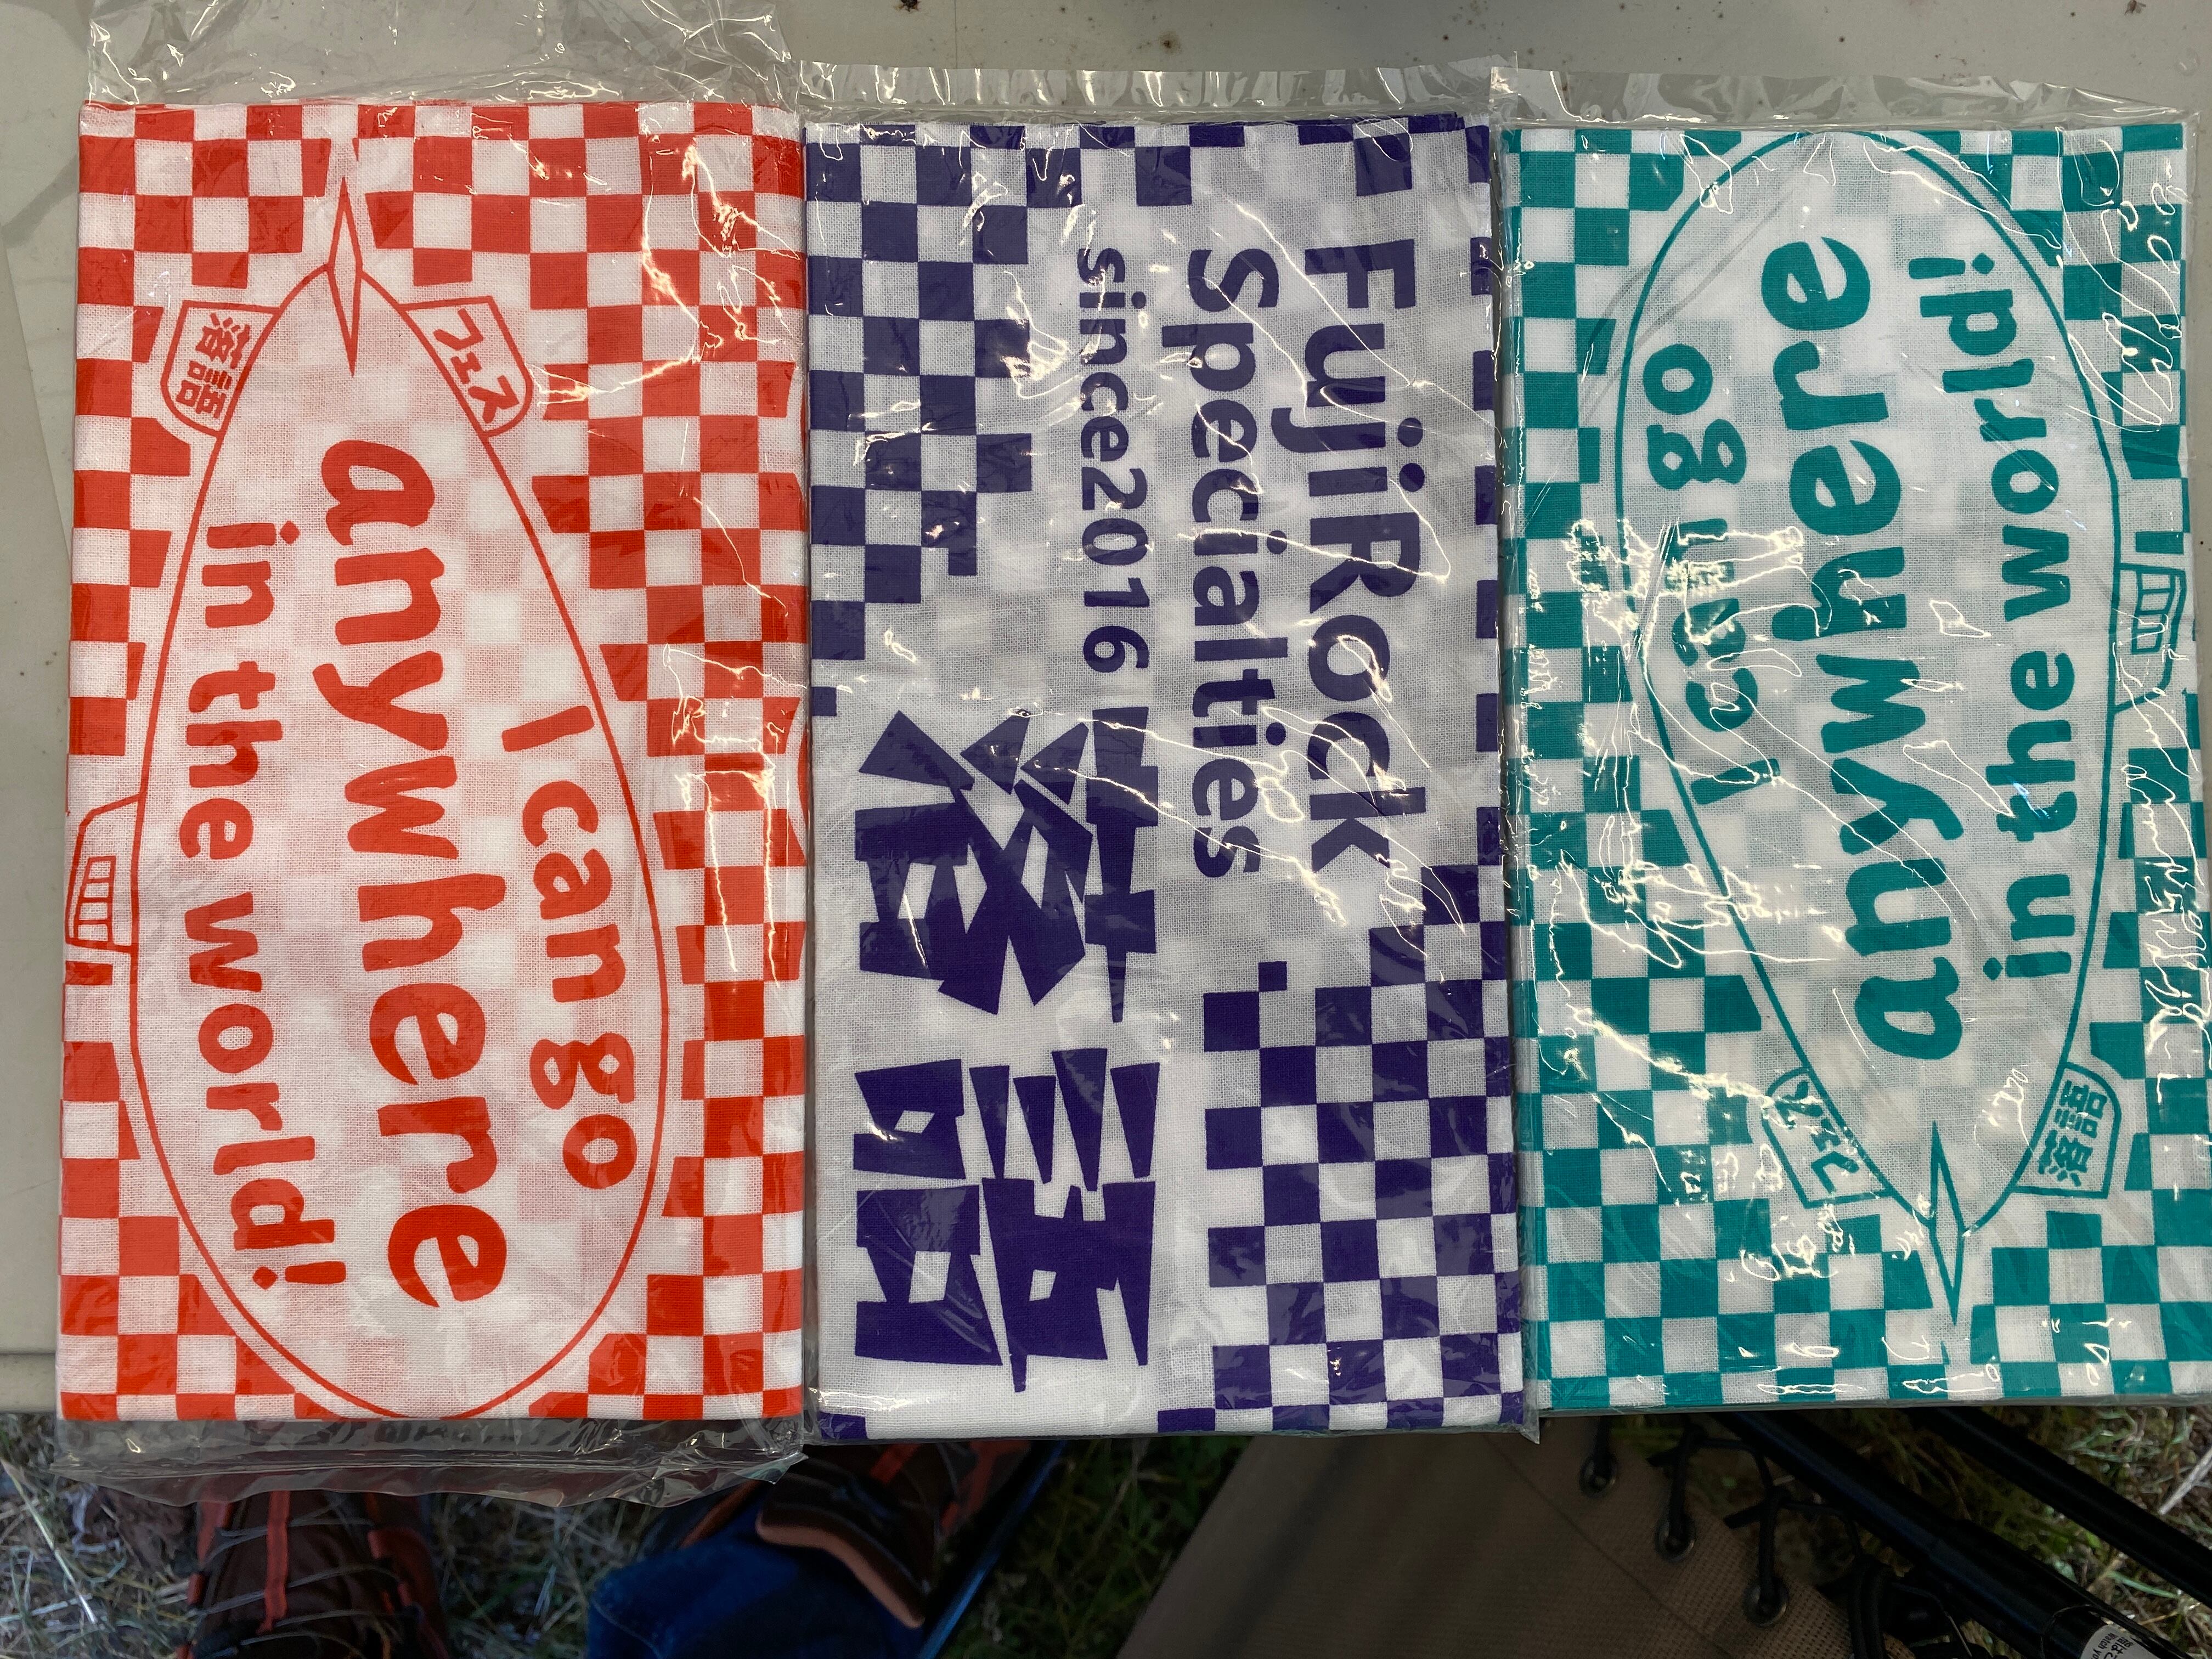 フェス
落語
I can go
anywhere
in the world!
FujiRock
Specialties
since2016
落語
I can go
anywhere
in the world!
フェス
落語